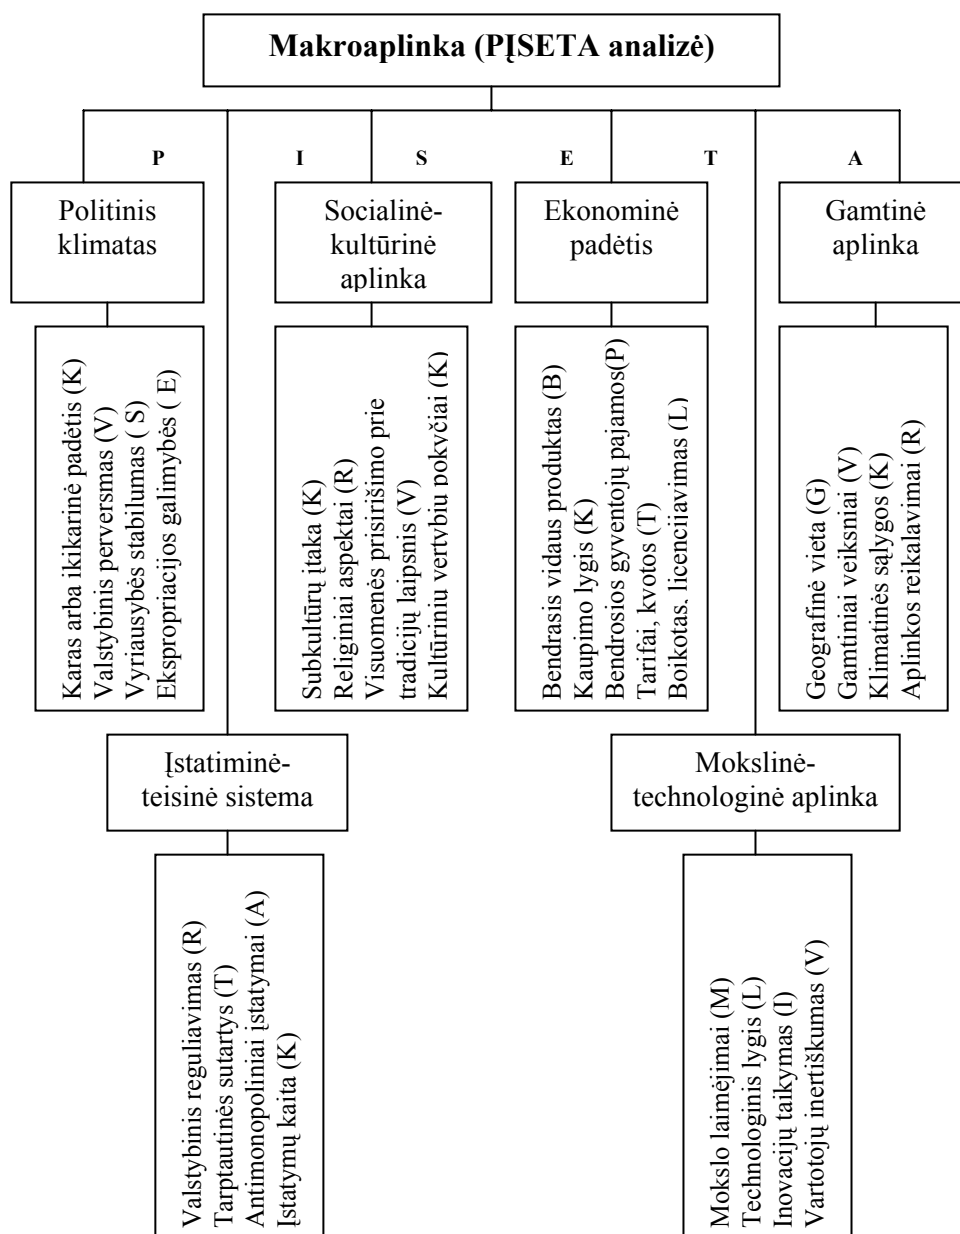 Makroaplinka (PĮSETA analizė)
P
I
S
E
T
A
Politinis
klimatas
Socialinė-
kultūrinė
aplinka
Ekonominė
padėtis
Gamtinė
aplinka
Karas arba ikikarinė padėtis (K)
Valstybinis perversmas (V)
Vyriausybės stabilumas ( S)
Ekspropriacijos galimybės ( E)
Subkultūrų įtaka (K)
Religiniai aspektai (R)
Visuomenės prisirišimo prie
tradicijų laipsnis (V)
Kultūriniu vertybiu pokvčiai (K)
Bendrasis vidaus produktas (B)
Kaupimo lygis (K)
Bendrosios gyventojų pajamos(P)
Tarifai, kvotos (T)
Boikotas, licencijavimas (L)
Geografinė vieta (G)
Gamtiniai veiksniai (V)
Klimatinės sąlygos (K)
Aplinkos reikalavimai (R)
Įstatiminė-
teisinė sistema
Mokslinė-
technologinė aplinka
Valstybinis reguliavimas (R)
Tarptautinės sutartys (T)
Antimonopoliniai įstatymai (A)
Įstatymų kaita (K)
Mokslo laimėjimai (M)
Technologinis lygis (L)
Inovacijų taikymas (I)
Vartotojų inertiškumas (V)